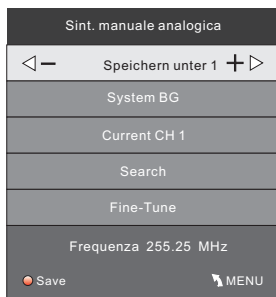 Sint. manuale analogica
Speichern unter 1
System BG
Current CH 1
Search
Fine-Tune
Frequenza 255.25 MHz
Save MENU